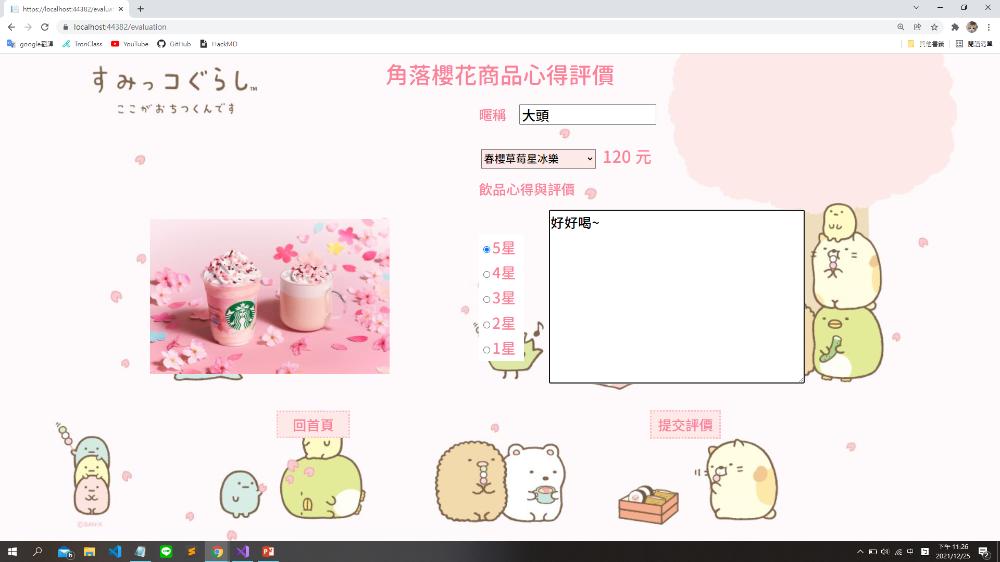 https://localhost:44382/evalua
localhost:44382/evaluation
google翻譯 TronClass YouTube GitHub HackMD 其他書籤 閱讀清單
すみっコぐらし™
ここがおちつくんです
角落櫻花商品心得評價
暱稱 大頭
春櫻草莓星冰樂 120 元
飲品心得與評價
好好喝~
5星
4星
3星
2星
1星
回首頁 提交評價
©SAN-X
6 LINE 中 ㄅ 下午 11:26
2021/12/25 2